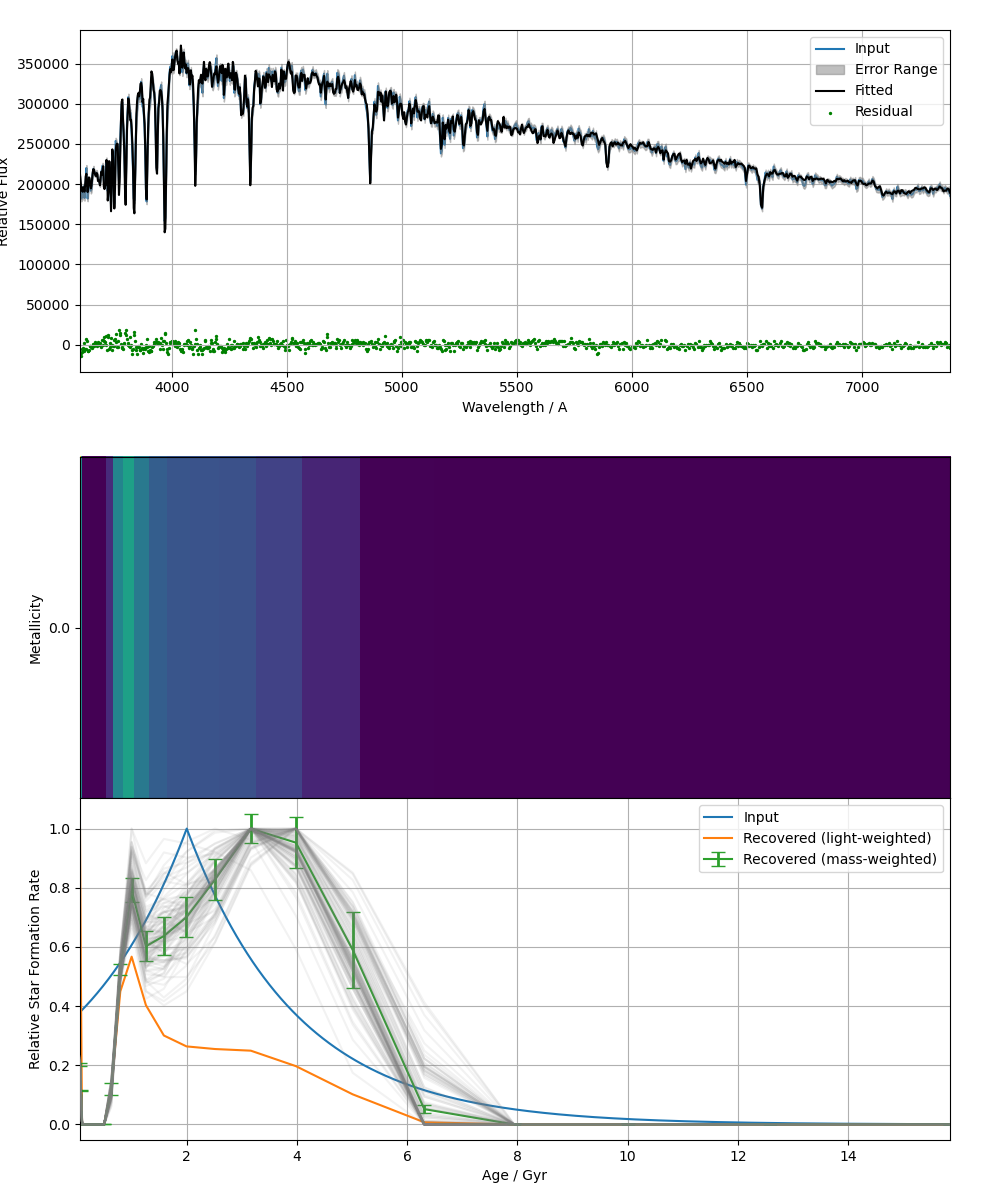 350000
300000
250000
200000
150000
100000
50000
0
Relative Flux
Input
Error Range
Fitted
Residual
4000
4500
5000
5500
6000
6500
7000
Wavelength / A
Metallicity
0.0
1.0
0.8
0.6
0.4
0.2
0.0
Relative Star Formation Rate
Input
Recovered (light-weighted)
Recovered (mass-weighted)
2
4
6
8
10
12
14
Age / Gyr